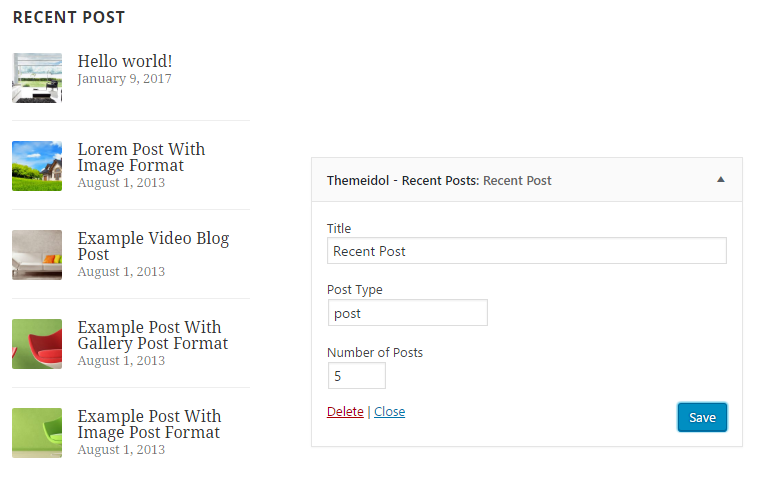 RECENT POST
Hello world!
January 9, 2017
Lorem Post With
Image Format
August 1, 2013
Example Video Blog
Post
August 1, 2013
Example Post With
Gallery Post Format
August 1, 2013
Example Post With
Image Post Format
August 1, 2013
Themeidol - Recent Posts: Recent Post
Title
Recent Post
Post Type
post
Number of Posts
5
Delete | Close
Save